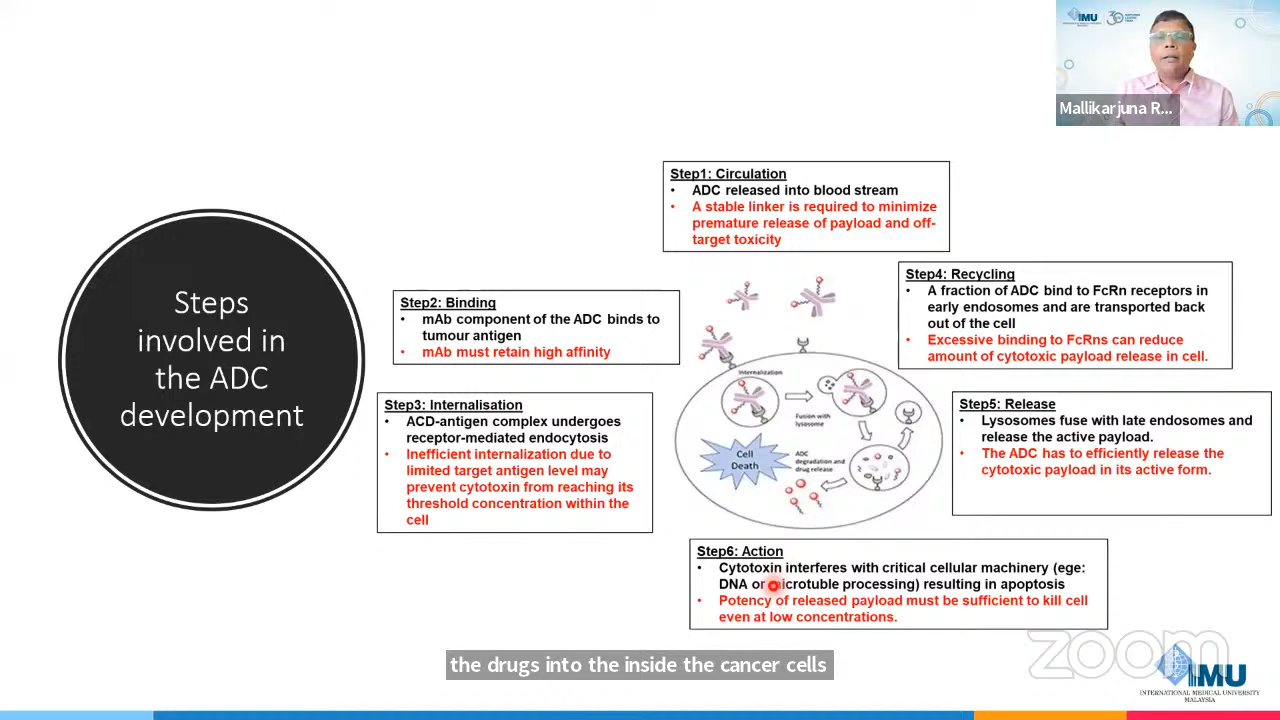 IMU
Mallikarjuna R...
Steps
involved in
the ADC
development
Step1: Circulation
• ADC released into blood stream
• A stable linker is required to minimize
premature release of payload and off-
target toxicity
Step2: Binding
• mAb component of the ADC binds to
tumour antigen
• mAb must retain high affinity
Step3: Internalisation
• ACD-antigen complex undergoes
receptor-mediated endocytosis
• Inefficient internalization due to
limited target antigen level may
prevent cytotoxin from reaching its
threshold concentration within the
cell
Step4: Recycling
• A fraction of ADC bind to FcRn receptors in
early endosomes and are transported back
out of the cell
• Excessive binding to FcRns can reduce
amount of cytotoxic payload release in cell.
Step5: Release
• Lysosomes fuse with late endosomes and
release the active payload.
• The ADC has to efficiently release the
cytotoxic payload in its active form.
Internalization
Fusion with
lysosome
ADC
degradation and
drug release
Cell
Death
Step6: Action
• Cytotoxin interferes with critical cellular machinery (ege:
DNA or microtuble processing) resulting in apoptosis
• Potency of released payload must be sufficient to kill cell
even at low concentrations.
the drugs into the inside the cancer cells
zoom
IMU
INTERNATIONAL MEDICAL UNIVERSITY
MALAYSIA